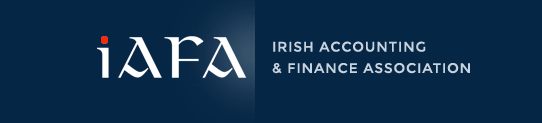 iAFA
IRISH ACCOUNTING
& FINANCE ASSOCIATION